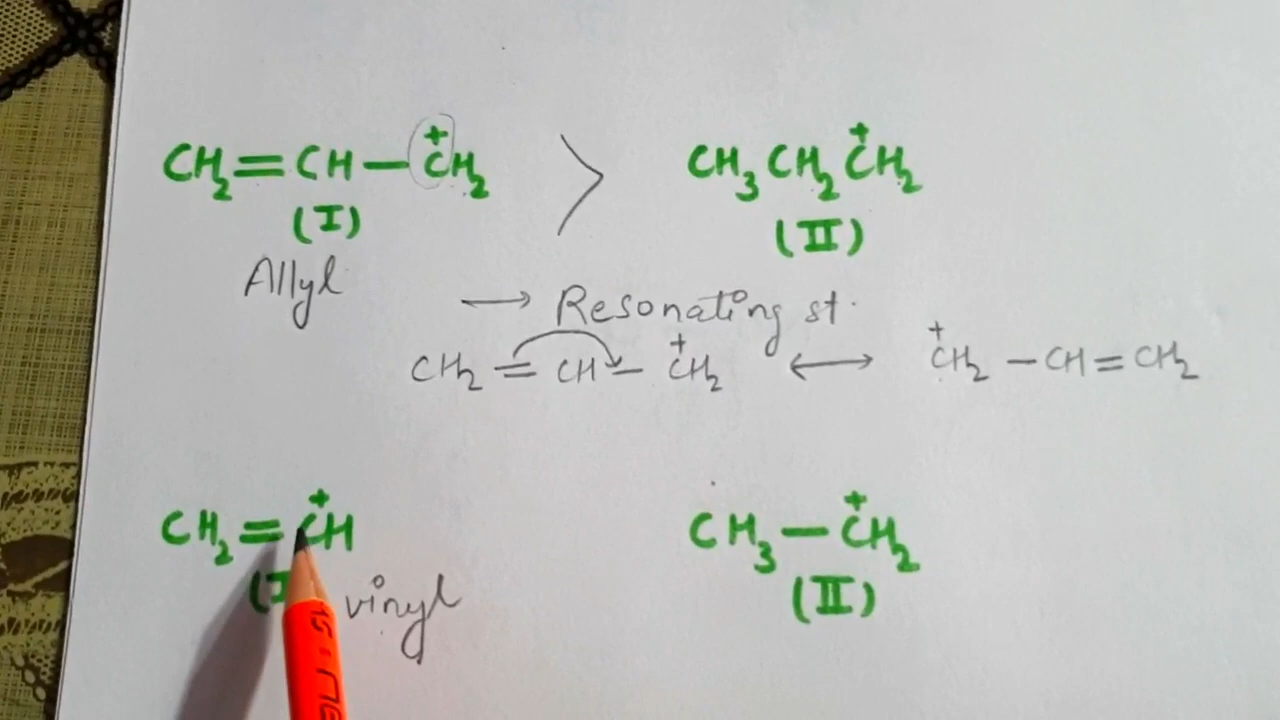 CH₂=CH–C⁺H₂ > CH₃CH₂C⁺H₂
(I) (II)
Allyl
→ Resonating st.
CH₂=CH–C⁺H₂ ↔ C⁺H₂–CH=CH₂
CH₂=C⁺H CH₃–C⁺H₂
(I vinyl (II)